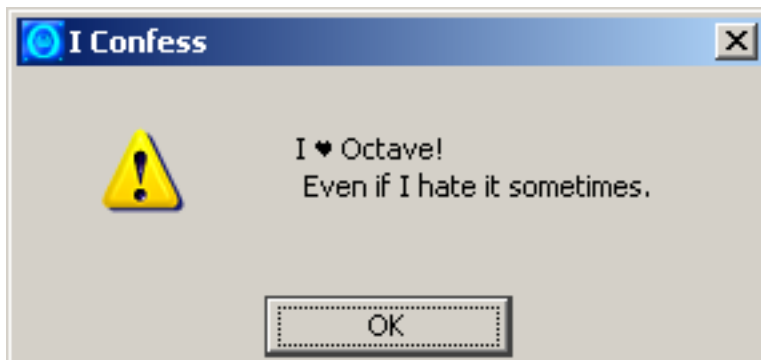 I Confess
I ♥ Octave!
Even if I hate it sometimes.
OK